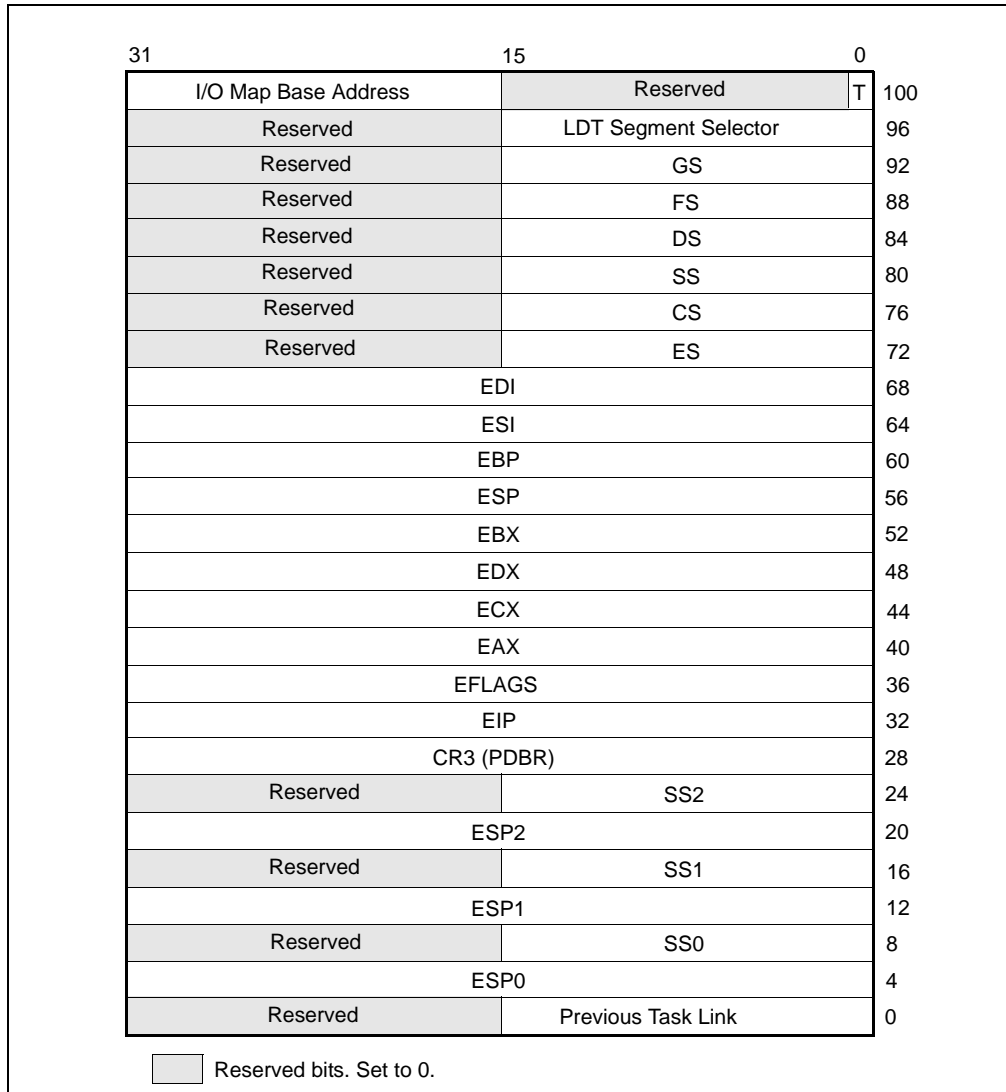 31 15 0
I/O Map Base Address Reserved T 100
Reserved LDT Segment Selector 96
Reserved GS 92
Reserved FS 88
Reserved DS 84
Reserved SS 80
Reserved CS 76
Reserved ES 72
EDI 68
ESI 64
EBP 60
ESP 56
EBX 52
EDX 48
ECX 44
EAX 40
EFLAGS 36
EIP 32
CR3 (PDBR) 28
Reserved SS2 24
ESP2 20
Reserved SS1 16
ESP1 12
Reserved SS0 8
ESP0 4
Reserved Previous Task Link 0
Reserved bits. Set to 0.